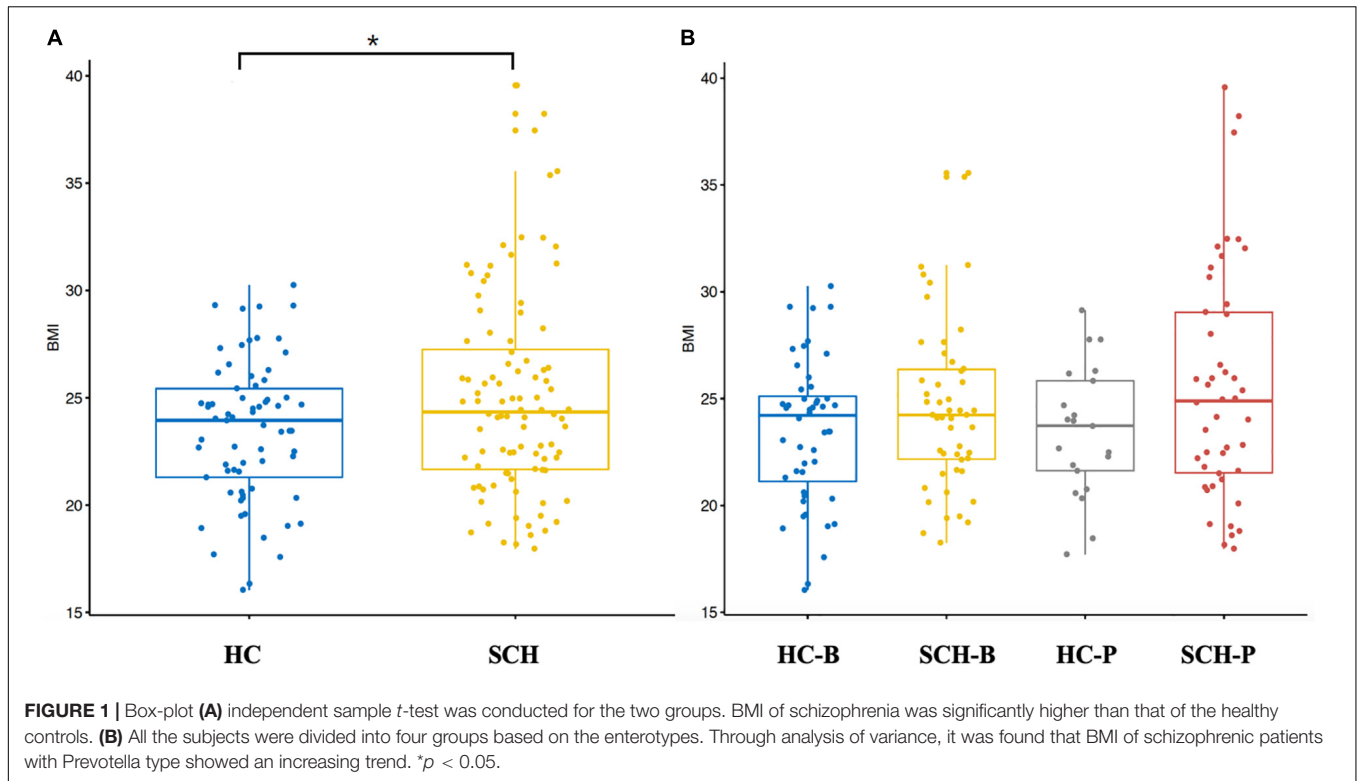 A
B
*
40
35
30
25
20
15
BMI
HC
SCH
40
35
30
25
20
15
BMI
HC-B
SCH-B
HC-P
SCH-P
FIGURE 1 | Box-plot (A) independent sample t-test was conducted for the two groups. BMI of schizophrenia was significantly higher than that of the healthy
controls. (B) All the subjects were divided into four groups based on the enterotypes. Through analysis of variance, it was found that BMI of schizophrenic patients
with Prevotella type showed an increasing trend. *p < 0.05.